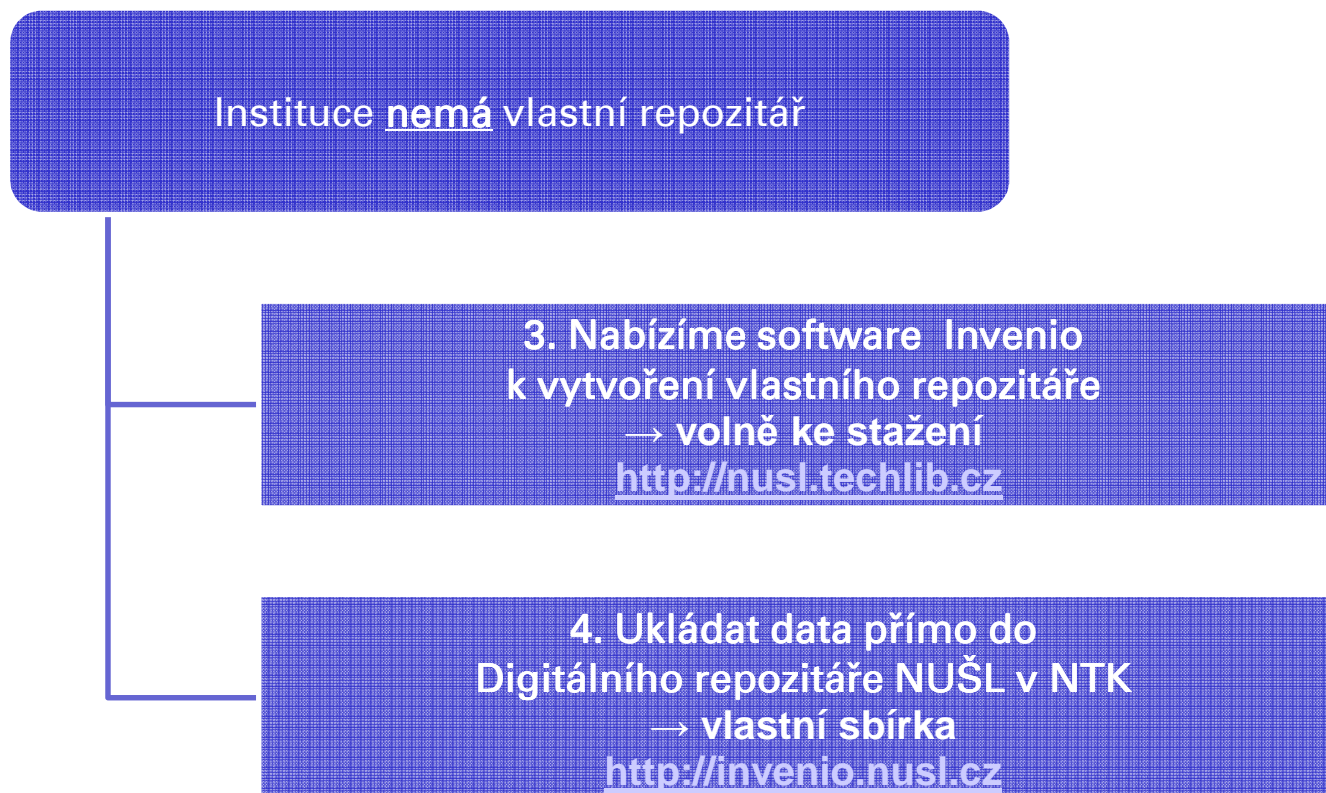 Instituce nemá vlastní repozitář
3. Nabízíme software Invenio
k vytvoření vlastního repozitáře
→ volně ke stažení
http://nusl.techlib.cz
4. Ukládat data přímo do
Digitálního repozitáře NUŠL v NTK
→ vlastní sbírka
http://invenio.nusl.cz